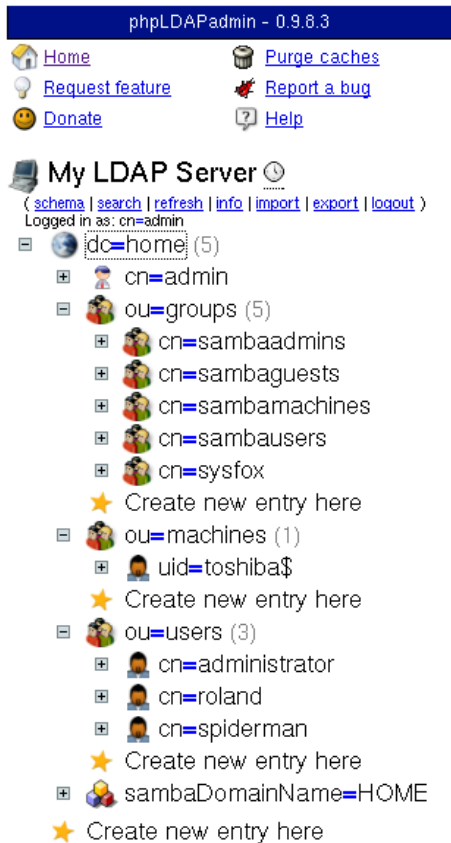 phpLDAPadmin - 0.9.8.3
Home Purge caches
Request feature Report a bug
Donate Help
My LDAP Server
( schema | search | refresh | info | import | export | logout )
Logged in as: cn=admin
dc=home (5)
cn=admin
ou=groups (5)
cn=sambaadmins
cn=sambaguests
cn=sambamachines
cn=sambausers
cn=sysfox
Create new entry here
ou=machines (1)
uid=toshiba$
Create new entry here
ou=users (3)
cn=administrator
cn=roland
cn=spiderman
Create new entry here
sambaDomainName=HOME
Create new entry here